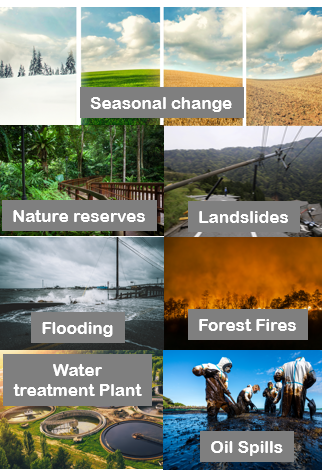 Seasonal change
Nature reserves
Landslides
Flooding
Forest Fires
Water
treatment Plant
Oil Spills